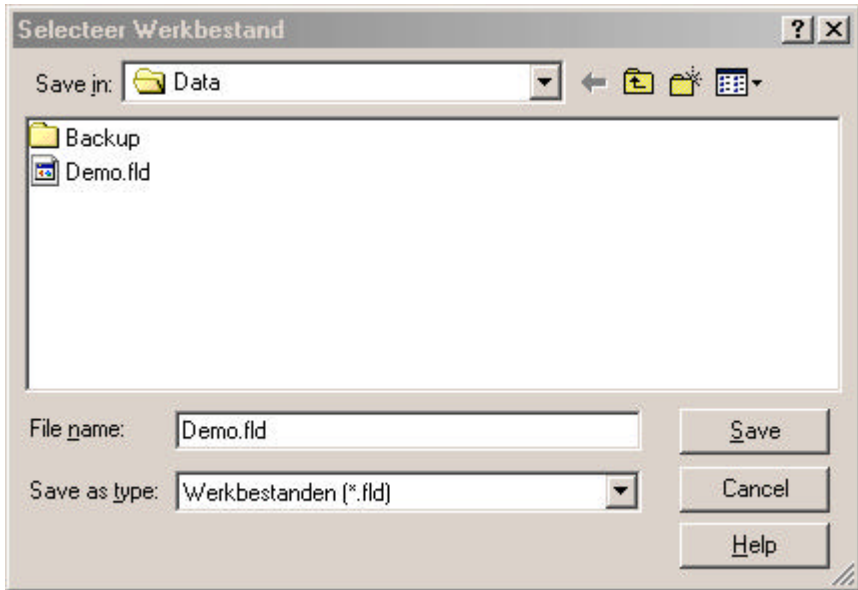 Selecteer Werkbestand
Save in: Data
Backup
Demo.fld
File name: Demo.fld Save
Save as type: Werkbestanden (*.fld) Cancel
Help